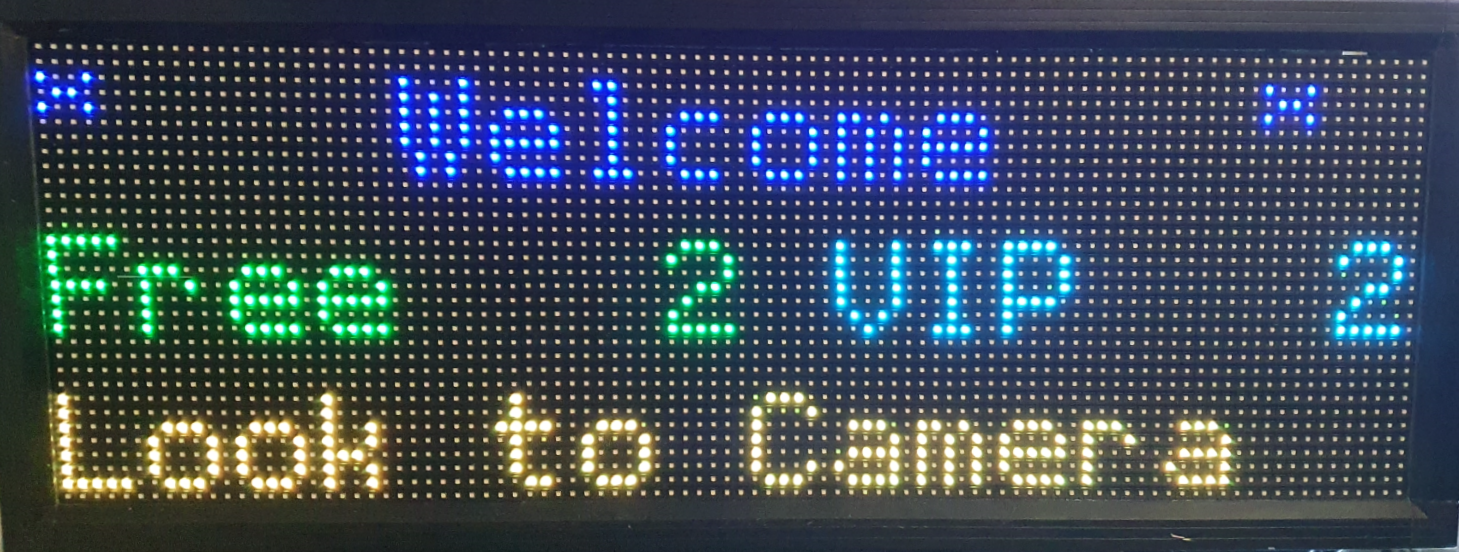 * Welcome *
Free 2 VIP 2
Look to Camera